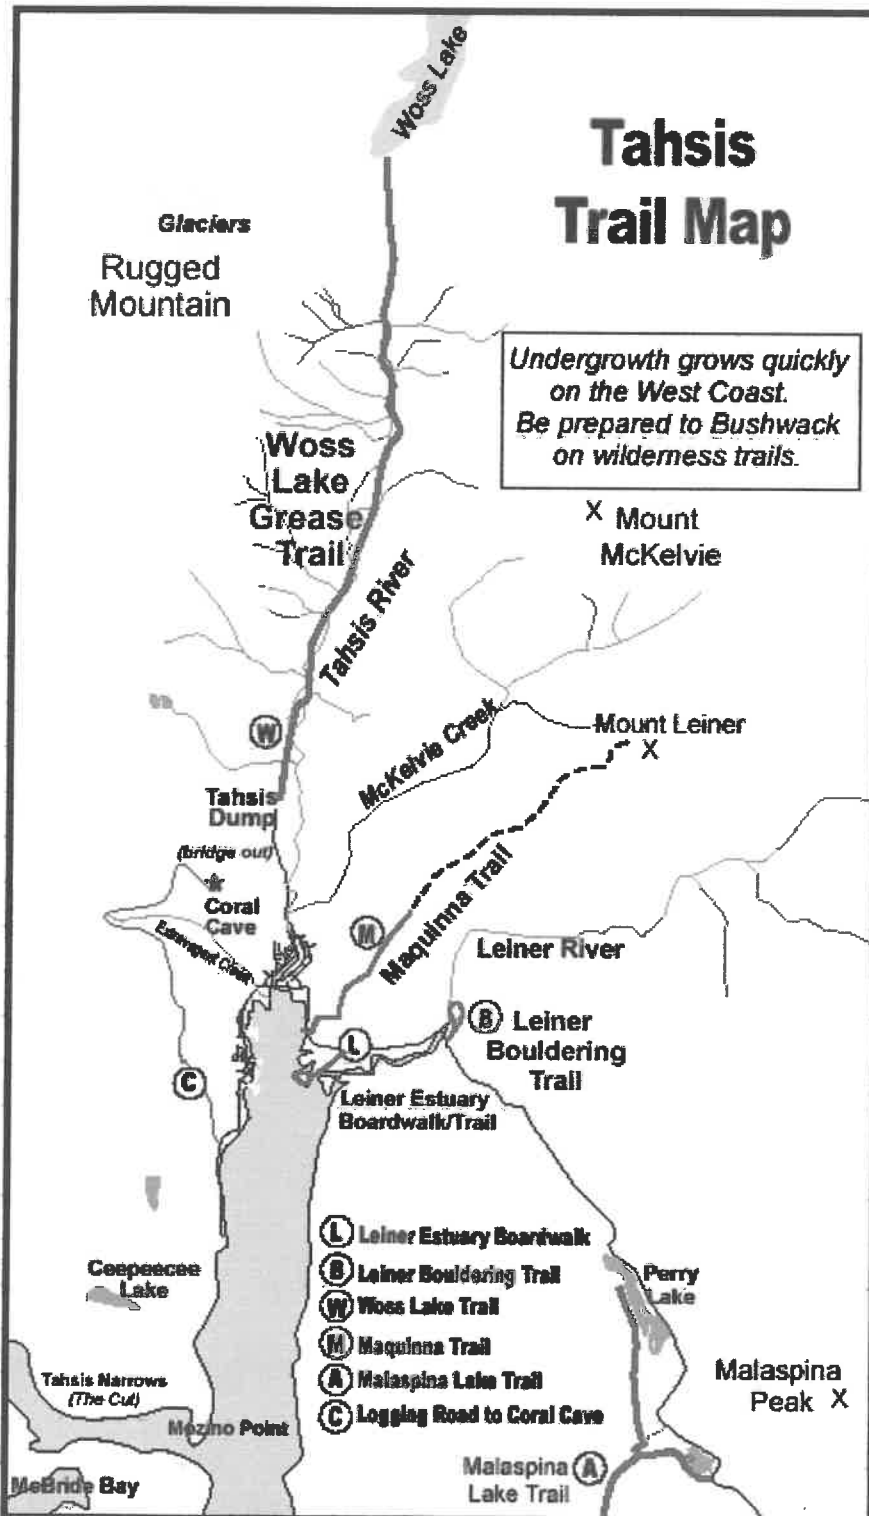 Woss Lake
Tahsis
Trail Map
Glaciers
Rugged
Mountain
Undergrowth grows quickly
on the West Coast.
Be prepared to Bushwack
on wilderness trails.
Woss
Lake
Grease
Trail
X Mount
McKelvie
Tahsis River
W
McKelvie Creek
Mount Leiner
X
Tahsis
Dump
(bridge out)
Coral
Cave
Extravagant Creek
M
Maquinna Trail
Leiner River
B Leiner
Bouldering
Trail
L
C
Leiner Estuary
Boardwalk/Trail
L Leiner Estuary Boardwalk
B Leiner Bouldering Trail
W Woss Lake Trail
M Maquinna Trail
A Malaspina Lake Trail
C Logging Road to Coral Cave
Ceepeecee
Lake
Perry
Lake
Tahsis Narrows
(The Cut)
Malaspina
Peak X
Mozino Point
McBride Bay
Malaspina A
Lake Trail